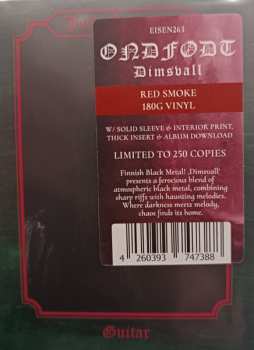 EISEN263
ONDFØDT
Dimsvall
RED SMOKE
180G VINYL
W/ SOLID SLEEVE & INTERIOR PRINT,
THICK INSERT & ALBUM DOWNLOAD
LIMITED TO 250 COPIES
Finnish Black Metal! ‚Dimsvall‘
presents a ferocious blend of
atmospheric black metal, combining
sharp riffs with haunting melodies.
Where darkness meets melody,
chaos finds its home.
4 260393 747388
Guitar